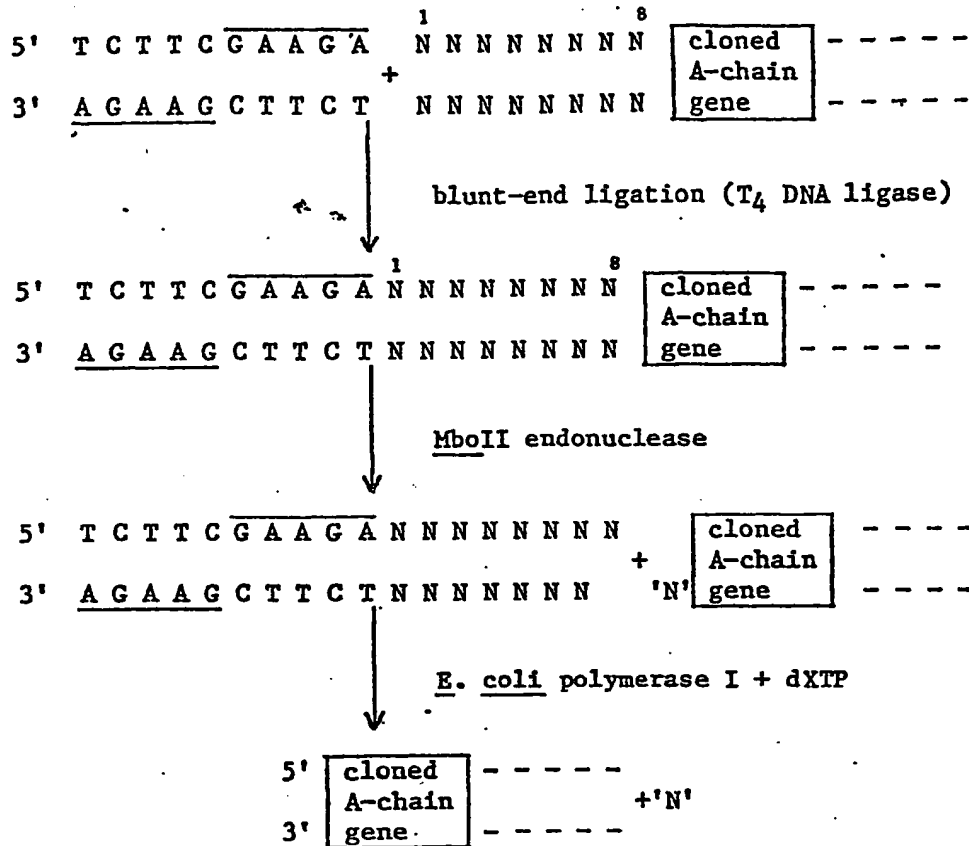 1 8
5' T C T T C G A A G A N N N N N N N N cloned - - - - -
+ A-chain
3' A G A A G C T T C T N N N N N N N N gene - - - - -
blunt-end ligation (T4 DNA ligase)
1 8
5' T C T T C G A A G A N N N N N N N N cloned - - - - -
A-chain
3' A G A A G C T T C T N N N N N N N N gene - - - - -
MboII endonuclease
5' T C T T C G A A G A N N N N N N N N cloned - - - -
+ A-chain
3' A G A A G C T T C T N N N N N N N 'N' gene - - - -
E. coli polymerase I + dXTP
5' cloned - - - - -
A-chain +'N'
3' gene - - - - -